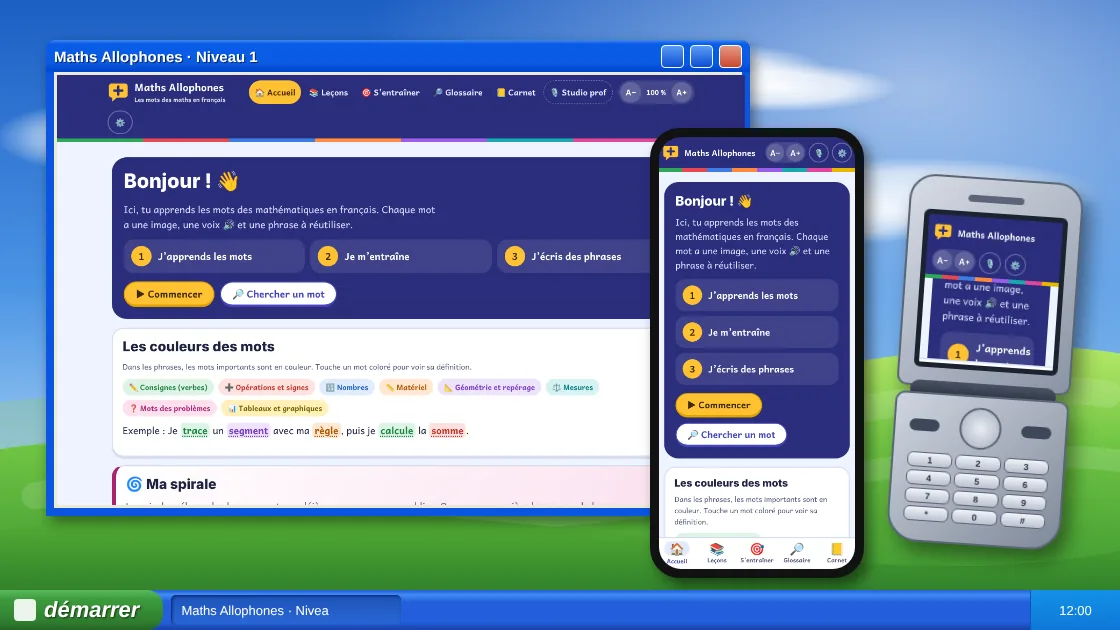 Maths Allophones · Niveau 1
Maths Allophones
Les mots des maths en français
Accueil
Leçons
S'entraîner
Glossaire
Carnet
Studio prof
A−
100 %
A+
Bonjour !
Ici, tu apprends les mots des mathématiques en français. Chaque mot
a une image, une voix et une phrase à réutiliser.
1 J'apprends les mots
2 Je m'entraîne
3 J'écris des phrases
Commencer
Chercher un mot
Les couleurs des mots
Dans les phrases, les mots importants sont en couleur. Touche un mot coloré pour voir sa définition.
Consignes (verbes)
Opérations et signes
Nombres
Matériel
Géométrie et repérage
Mesures
Mots des problèmes
Tableaux et graphiques
Exemple : Je trace un segment avec ma règle, puis je calcule la somme.
Ma spirale
Maths Allophones
A−
A+
Bonjour !
Ici, tu apprends les mots des
mathématiques en français. Chaque
mot a une image, une voix et une
phrase à réutiliser.
1 J'apprends les mots
2 Je m'entraîne
3 J'écris des phrases
Commencer
Chercher un mot
Les couleurs des mots
Dans les phrases, les mots importants sont en
couleur. Touche un mot coloré pour voir sa
définition.
Accueil
Leçons
S'entraîner
Glossaire
Carnet
Maths Allophones
A−
A+
mot a une image,
une voix et une
phrase à réutiliser.
1 J'apprends
1 2 3
4 5 6
7 8 9
* 0 #
démarrer
Maths Allophones · Nivea
12:00